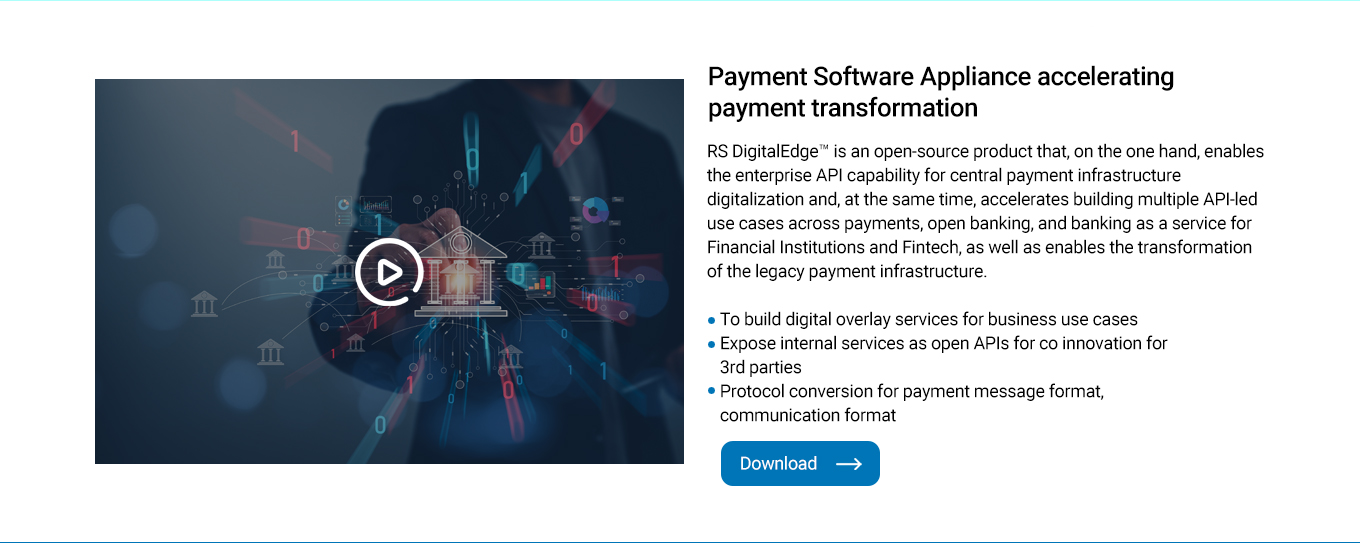 Payment Software Appliance accelerating
payment transformation
RS DigitalEdge™ is an open-source product that, on the one hand, enables
the enterprise API capability for central payment infrastructure
digitalization and, at the same time, accelerates building multiple API-led
use cases across payments, open banking, and banking as a service for
Financial Institutions and Fintech, as well as enables the transformation
of the legacy payment infrastructure.
• To build digital overlay services for business use cases
• Expose internal services as open APIs for co innovation for
3rd parties
• Protocol conversion for payment message format,
communication format
Download →